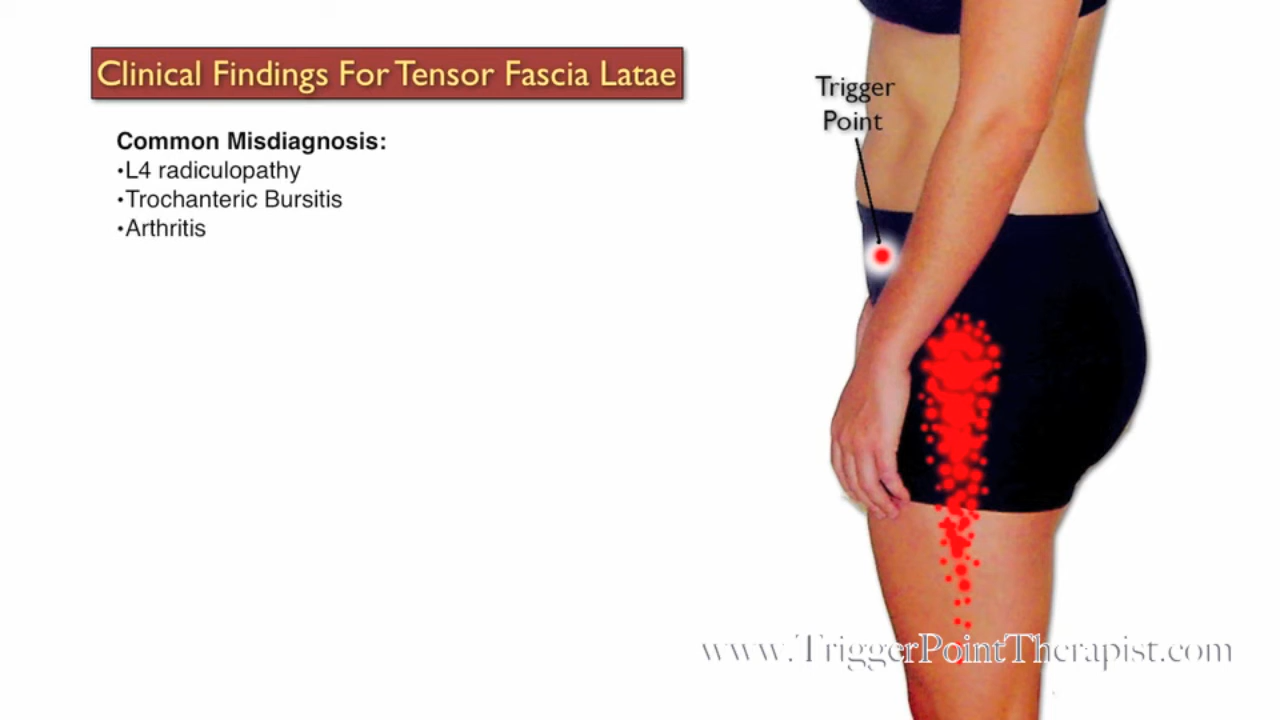 Clinical Findings For Tensor Fascia Latae
Common Misdiagnosis:
•L4 radiculopathy
•Trochanteric Bursitis
•Arthritis
Trigger
Point
www.TriggerPointTherapist.com